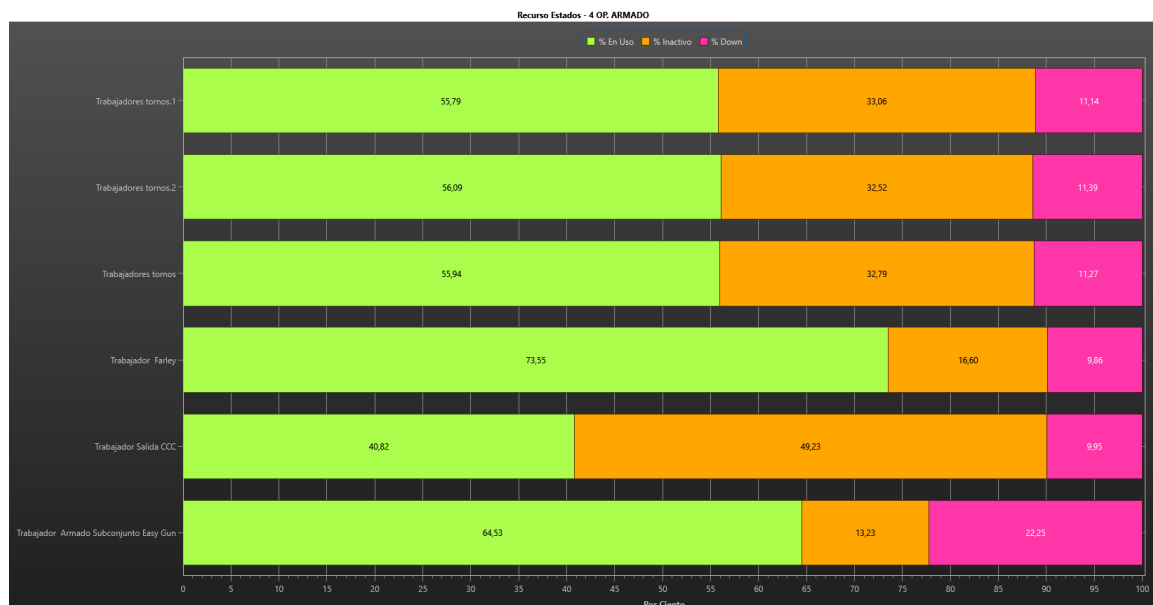 Recurso Estados - 4 OP. ARMADO
% En Uso % Inactivo % Down
Trabajadores tornos.1 55,79 33,06 11,14
Trabajadores tornos.2 56,09 32,52 11,39
Trabajadores tornos 55,94 32,79 11,27
Trabajador Farley 73,55 16,60 9,86
Trabajador Salida CCC 40,82 49,23 9,95
Trabajador Armado Subconjunto Easy Gun 64,53 13,23 22,25
0 5 10 15 20 25 30 35 40 45 50 55 60 65 70 75 80 85 90 95 100
Por Ciento